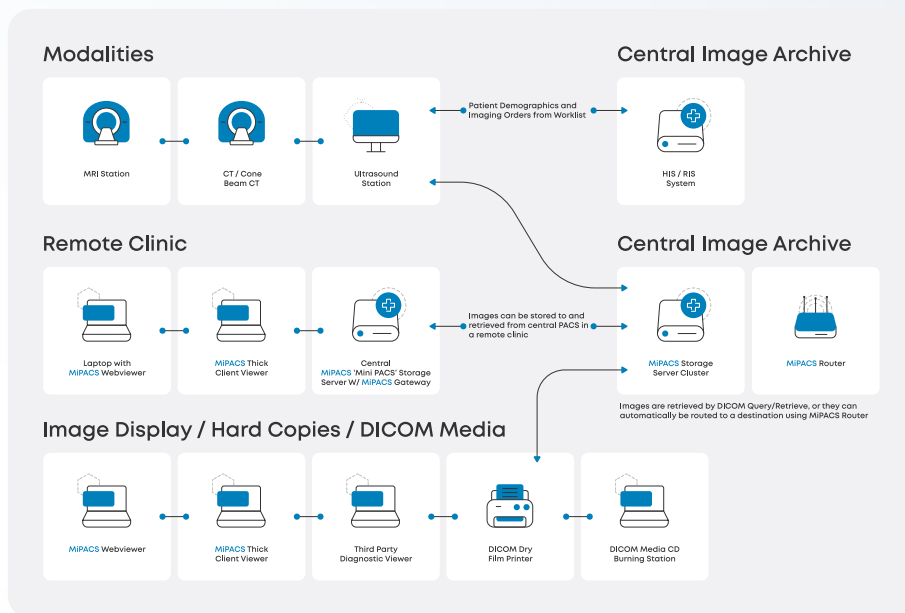 Modalities
MRI Station
CT / Cone
Beam CT
Ultrasound
Station
Patient Demographics and
Imaging Orders from Worklist
Central Image Archive
HIS / RIS
System
Remote Clinic
Laptop with
MiPACS Webviewer
MiPACS Thick
Client Viewer
Central
MiPACS 'Mini PACS' Storage
Server W/ MiPACS Gateway
Images can be stored to and
retrieved from central PACS in
a remote clinic
Central Image Archive
MiPACS Storage
Server Cluster
MiPACS Router
Images are retrieved by DICOM Query/Retrieve, or they can
automatically be routed to a destination using MiPACS Router
Image Display / Hard Copies / DICOM Media
MiPACS Webviewer
MiPACS Thick
Client Viewer
Third Party
Diagnostic Viewer
DICOM Dry
Film Printer
DICOM Media CD
Burning Station